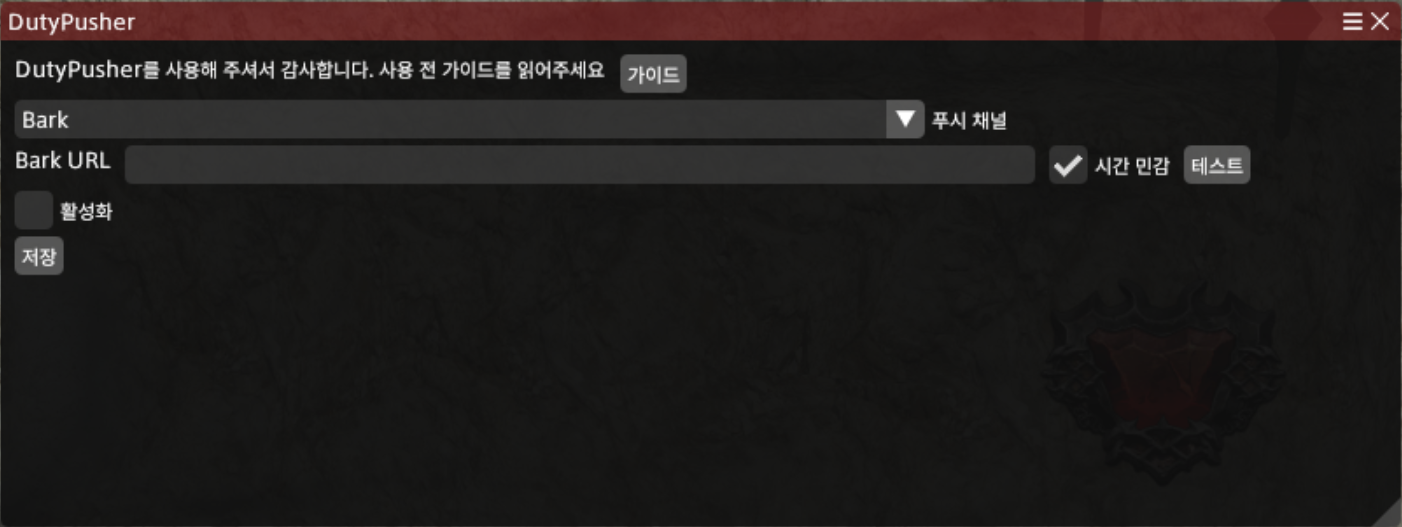 DutyPusher
DutyPusher를 사용해 주셔서 감사합니다. 사용 전 가이드를 읽어주세요 가이드
Bark 푸시 채널
Bark URL 시간 민감 테스트
활성화
저장